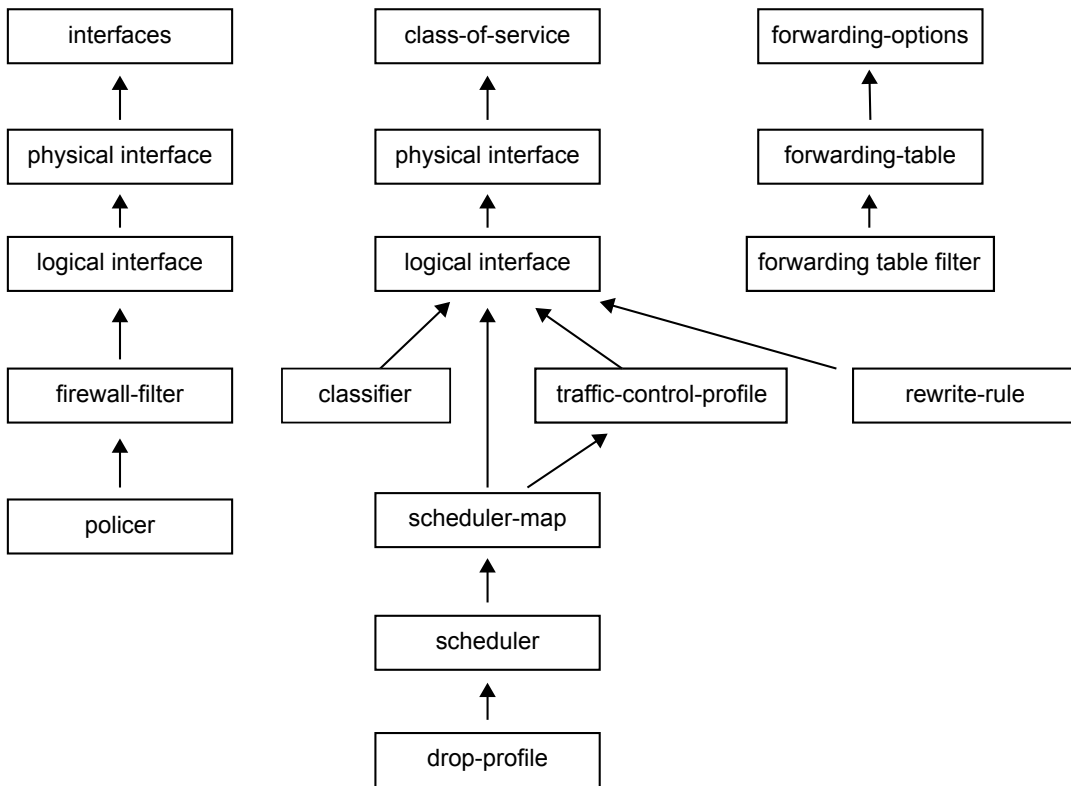 interfaces
class-of-service
forwarding-options
physical interface
physical interface
forwarding-table
logical interface
logical interface
forwarding table filter
firewall-filter
classifier
traffic-control-profile
rewrite-rule
policer
scheduler-map
scheduler
drop-profile